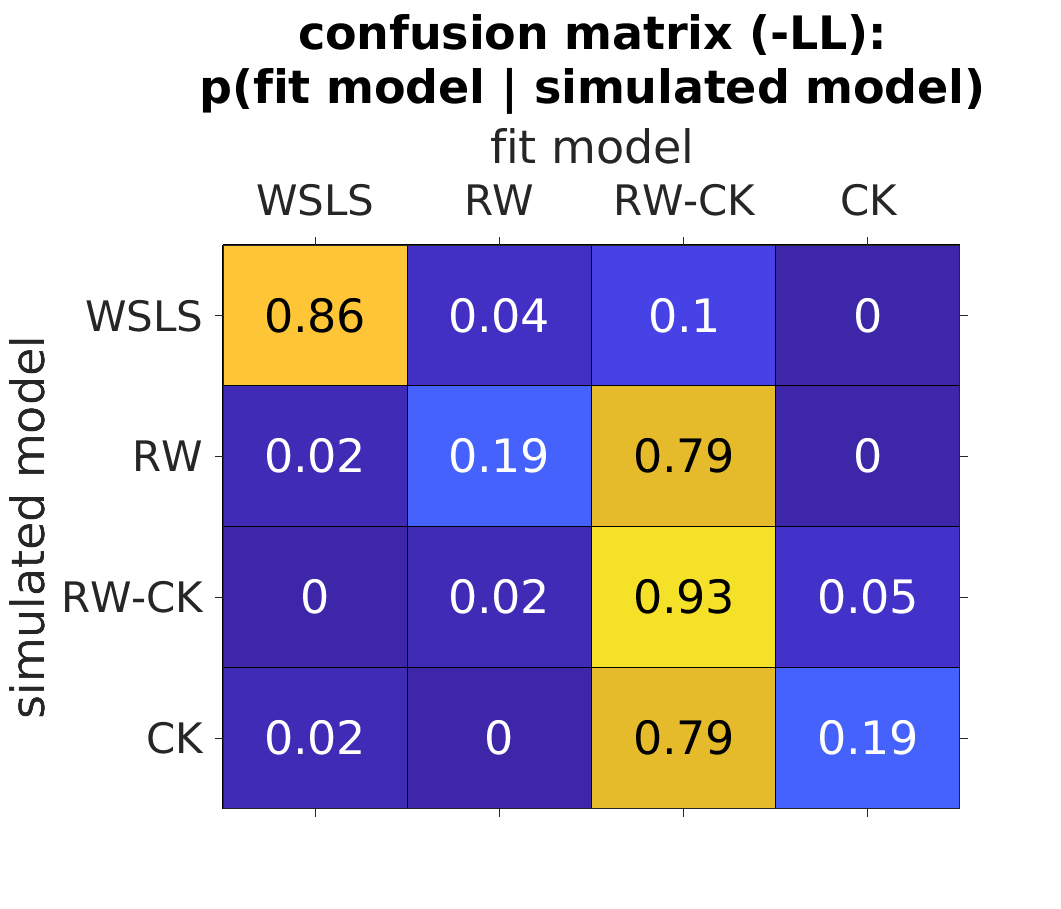 confusion matrix (-LL):
p(fit model | simulated model)
fit model
WSLS RW RW-CK CK
simulated model
WSLS 0.86 0.04 0.1 0
RW 0.02 0.19 0.79 0
RW-CK 0 0.02 0.93 0.05
CK 0.02 0 0.79 0.19